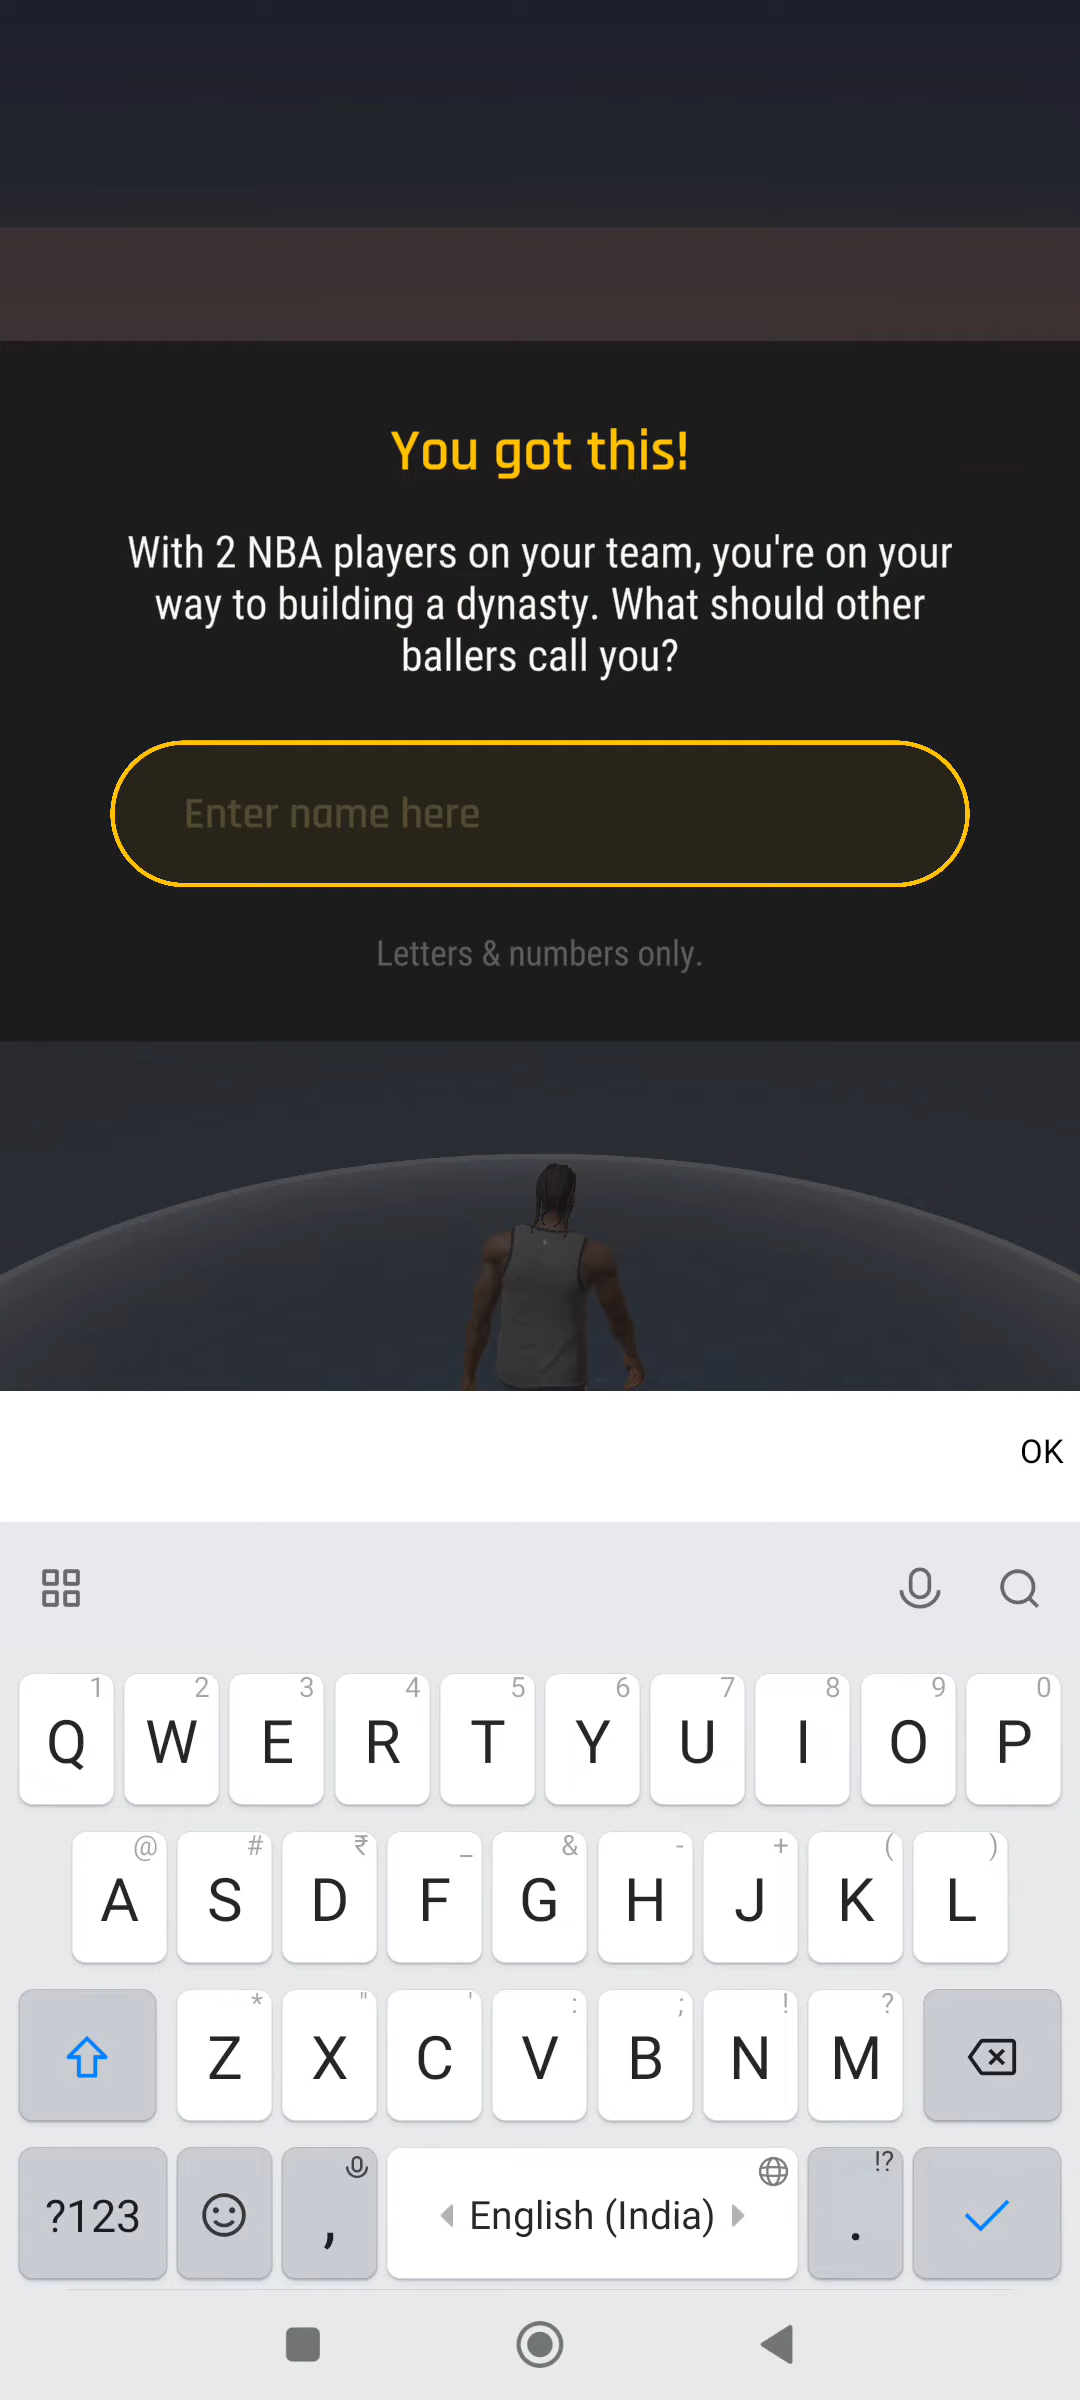 You got this!
With 2 NBA players on your team, you're on your
way to building a dynasty. What should other
ballers call you?
Enter name here
Letters & numbers only.
OK
1 2 3 4 5 6 7 8 9 0
Q W E R T Y U I O P
@ # ₹ _ & - + ( )
A S D F G H J K L
* " ' : ; ! ?
Z X C V B N M
!?
?123 , English (India) .